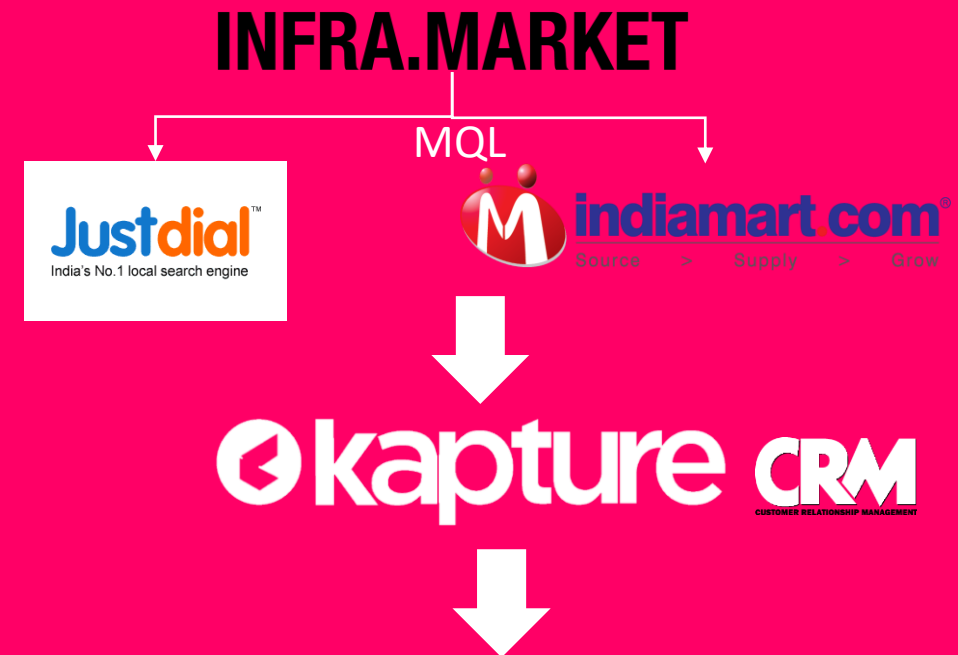 INFRA.MARKET
MQL
Justdial™
India's No.1 local search engine
M indiamart.com®
Source > Supply > Grow
kapture CRM
CUSTOMER RELATIONSHIP MANAGEMENT